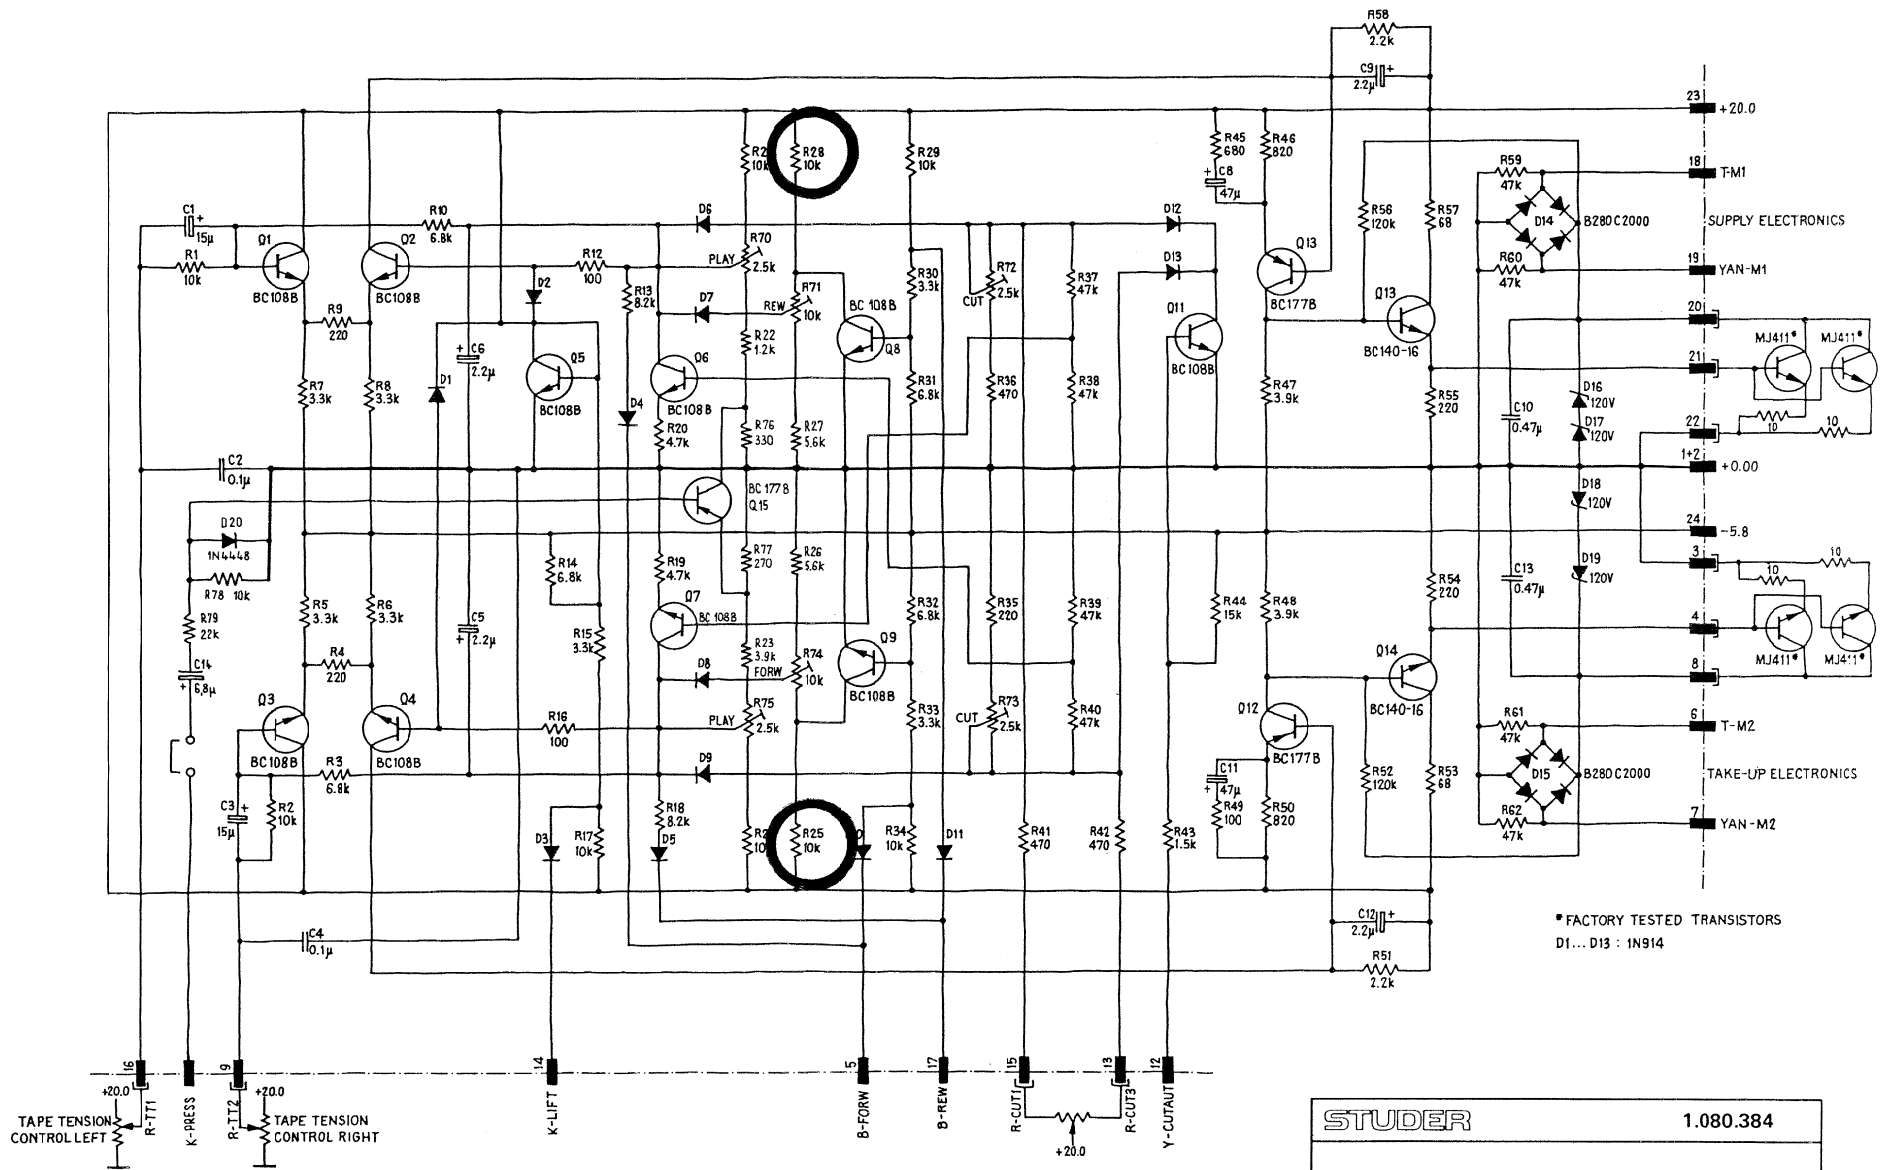 R58
2.2k
C9 +
2.2µ
23
+20.0
R45
680
R46
820
R28
10k
R29
10k
C8
+
47µ
R59
47k
18
T-M1
D14
B280C2000
SUPPLY ELECTRONICS
R56
120k
R57
68
R60
47k
19
YAN-M1
C1 +
15µ
R10
6.8k
D6
D12
R1
10k
Q1
BC108B
Q2
BC108B
R12
100
PLAY
R70
2.5k
D13
Q13
BC177B
D2
R13
8.2k
D7
REW
R71
10k
R30
3.3k
CUT
R72
2.5k
R37
47k
BC 108B
Q8
Q11
BC108B
Q13
BC140-16
20
21
22
MJ411*
MJ411*
10
10
R9
220
C6
+
2.2µ
R22
1.2k
Q5
BC108B
Q6
BC108B
R7
3.3k
R8
3.3k
D1
D4
R31
6.8k
R36
470
R38
47k
R47
3.9k
R55
220
C10
0.47µ
D16
120V
D17
120V
R20
4.7k
R76
330
R27
5.6k
C2
0.1µ
1+2
+0.00
BC177B
Q15
D18
120V
D20
1N4448
R78 10k
24
-5.8
R14
6.8k
R19
4.7k
R77
270
R26
5.6k
3
10
10
C13
0.47µ
D19
120V
R79
22k
R5
3.3k
R6
3.3k
C5
+
2.2µ
R15
3.3k
Q7
BC 108B
R32
6.8k
R35
220
R39
47k
R44
15k
R48
3.9k
R54
220
4
MJ411*
MJ411*
8
C14
+
6,8µ
R4
220
R23
3.9k
FORW
D8
R74
10k
Q9
BC108B
Q14
BC140-16
Q3
BC108B
Q4
BC108B
R16
100
PLAY
R75
2.5k
R33
3.3k
CUT
R73
2.5k
R40
47k
Q12
BC177B
R61
47k
6
T-M2
R3
6.8k
D9
D15
B280C2000
TAKE-UP ELECTRONICS
C3
+
15µ
R2
10k
R18
8.2k
C11
+
47µ
R49
100
R50
820
R52
120k
R53
68
R62
47k
7
YAN-M2
D3
R17
10k
D5
R25
10k
R34
10k
D11
R41
470
R42
470
R43
1.5k
C4
0.1µ
C12 +
2.2µ
R51
2.2k
*FACTORY TESTED TRANSISTORS
D1...D13 : 1N914
16
9
14
5
17
15
13
12
R-TT1
K-PRESS
R-TT2
K-LIFT
B-FORW
B-REW
R-CUT1
R-CUT3
Y-CUTAUT
+20.0
TAPE TENSION
CONTROL LEFT
+20.0
TAPE TENSION
CONTROL RIGHT
+20.0
STUDER
1.080.384